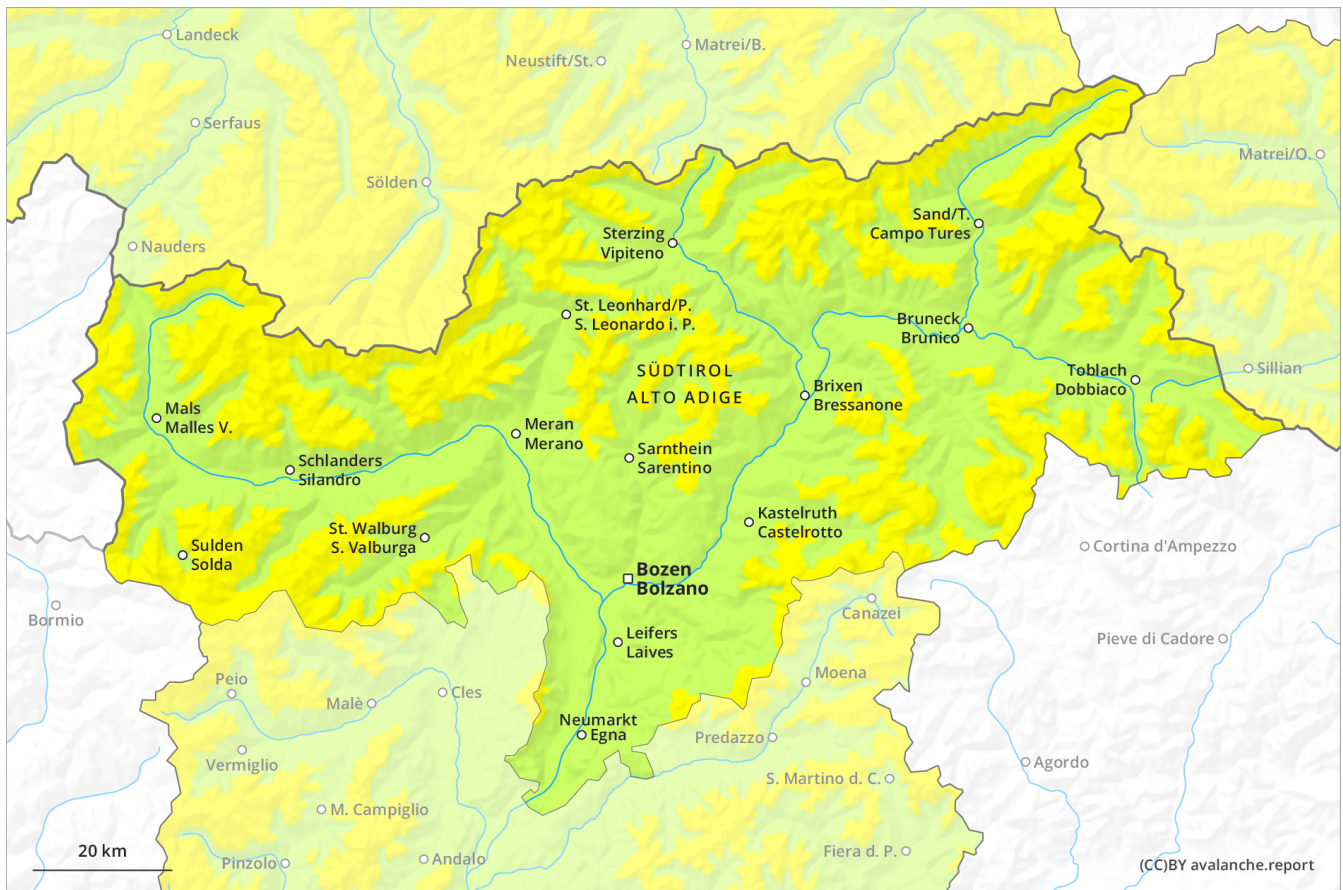 Landeck
Matrei/B.
Neustift/St.
Serfaus
Matrei/O.
Sölden
Sand/T.
Campo Tures
Sterzing
Vipiteno
Nauders
St. Leonhard/P.
S. Leonardo i. P.
Bruneck
Brunico
SÜDTIROL
ALTO ADIGE
Toblach
Dobbiaco
Sillian
Brixen
Bressanone
Mals
Malles V.
Meran
Merano
Sarnthein
Sarentino
Schlanders
Silandro
Kastelruth
Castelrotto
St. Walburg
S. Valburga
Sulden
Solda
Cortina d'Ampezzo
Bozen
Bolzano
Bormio
Canazei
Leifers
Laives
Pieve di Cadore
Peio
Moena
Malè
Cles
Neumarkt
Egna
Predazzo
Vermiglio
Agordo
S. Martino d. C.
M. Campiglio
20 km
Pinzolo
Andalo
Fiera d. P.
(CC)BY avalanche.report